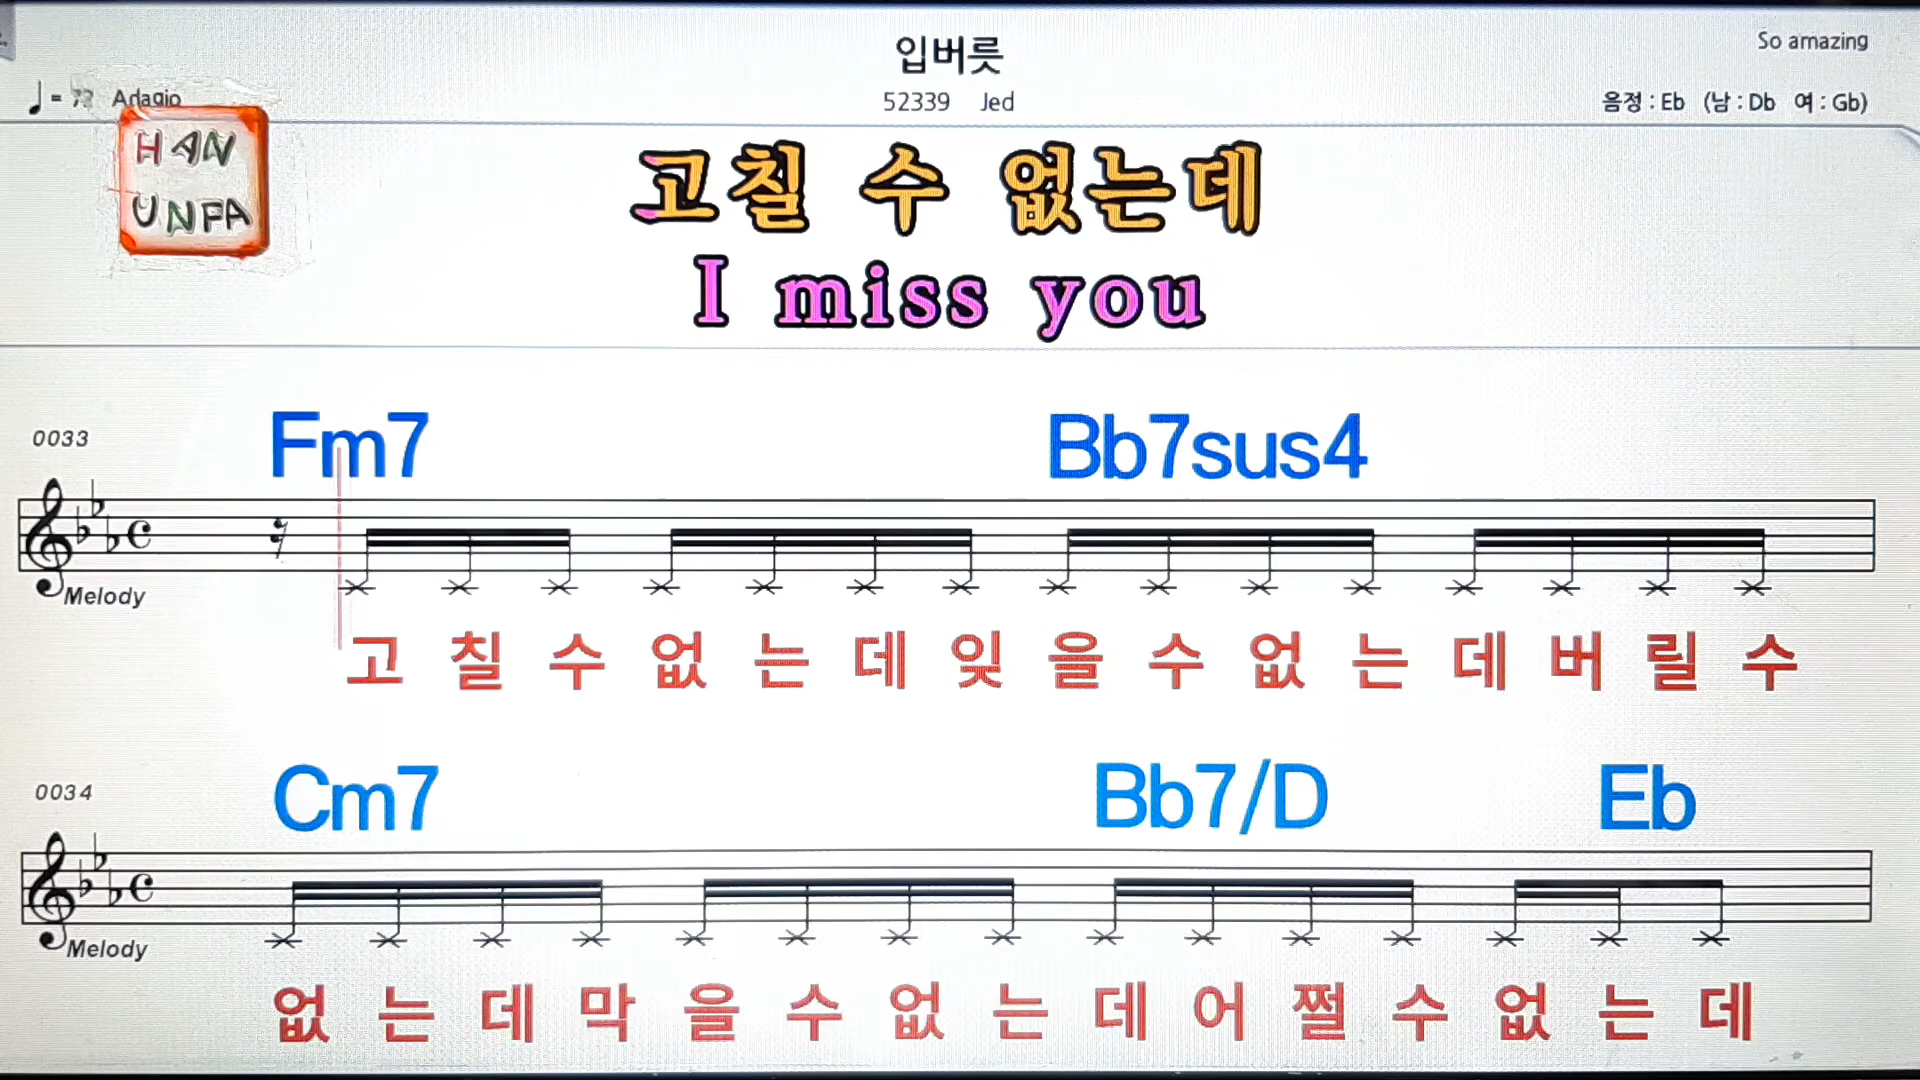 입버릇
So amazing
♩= 72 Adagio
52339 Jed
음정 : Eb (남 : Db 여 : Gb)
HAN
UNPA
고칠 수 없는데
I miss you
0033
Fm7 Bb7sus4
Melody
고 칠 수 없 는 데 잊 을 수 없 는 데 버 릴 수
0034
Cm7 Bb7/D Eb
Melody
없 는 데 막 을 수 없 는 데 어 쩔 수 없 는 데